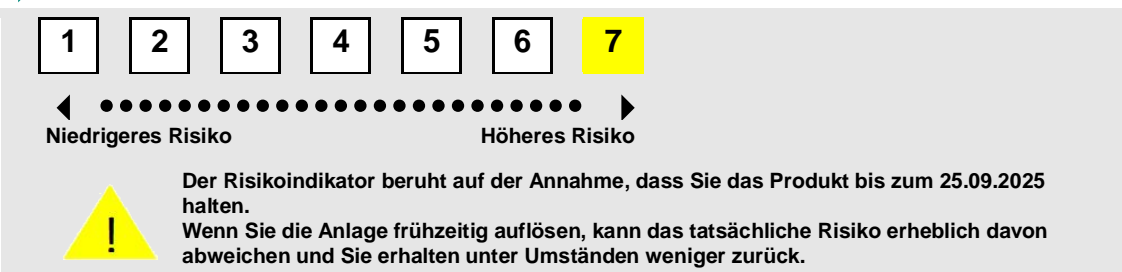 1 2 3 4 5 6 7
Niedrigeres Risiko Höheres Risiko
Der Risikoindikator beruht auf der Annahme, dass Sie das Produkt bis zum 25.09.2025
halten.
Wenn Sie die Anlage frühzeitig auflösen, kann das tatsächliche Risiko erheblich davon
abweichen und Sie erhalten unter Umständen weniger zurück.
!